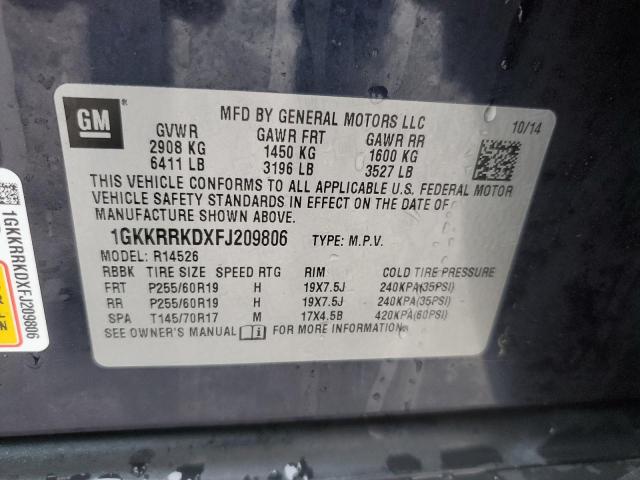 GM
MFD BY GENERAL MOTORS LLC
10/14
GVWR GAWR FRT GAWR RR
2908 KG 1450 KG 1600 KG
6411 LB 3196 LB 3527 LB
THIS VEHICLE CONFORMS TO ALL APPLICABLE U.S. FEDERAL MOTOR
VEHICLE SAFETY STANDARDS IN EFFECT ON THE DATE OF
MANUFACTURE SHOWN ABOVE.
1GKKRRKDXFJ209806 TYPE: M.P.V.
MODEL: R14526
RBBK TIRE SIZE SPEED RTG RIM COLD TIRE PRESSURE
FRT P255/60R19 H 19X7.5J 240KPA(35PSI)
RR P255/60R19 H 19X7.5J 240KPA(35PSI)
SPA T145/70R17 M 17X4.5B 420KPA(60PSI)
SEE OWNER'S MANUAL FOR MORE INFORMATION.
1GKKRRKDXFJ209806